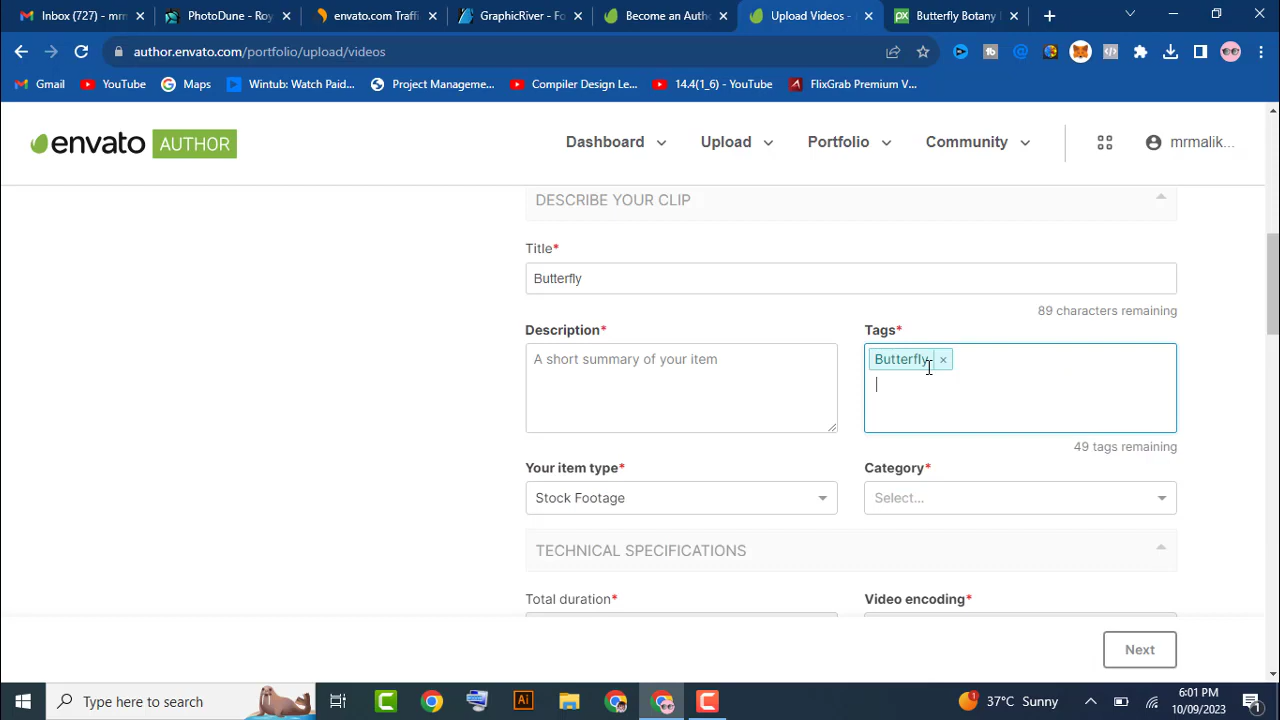 Inbox (727) - mrm
PhotoDune - Roy
envato.com Traffi
GraphicRiver - Fo
Become an Autho
Upload Videos -
Butterfly Botany
author.envato.com/portfolio/upload/videos
Gmail
YouTube
Maps
Wintub: Watch Paid...
Project Manageme...
Compiler Design Le...
14.4(1_6) - YouTube
FlixGrab Premium V...
envato AUTHOR
Dashboard
Upload
Portfolio
Community
mrmalik...
DESCRIBE YOUR CLIP
Title*
Butterfly
89 characters remaining
Description*
Tags*
A short summary of your item
Butterfly ×
49 tags remaining
Your item type*
Category*
Stock Footage
Select...
TECHNICAL SPECIFICATIONS
Total duration*
Video encoding*
Next
Type here to search
37°C Sunny
6:01 PM
10/09/2023